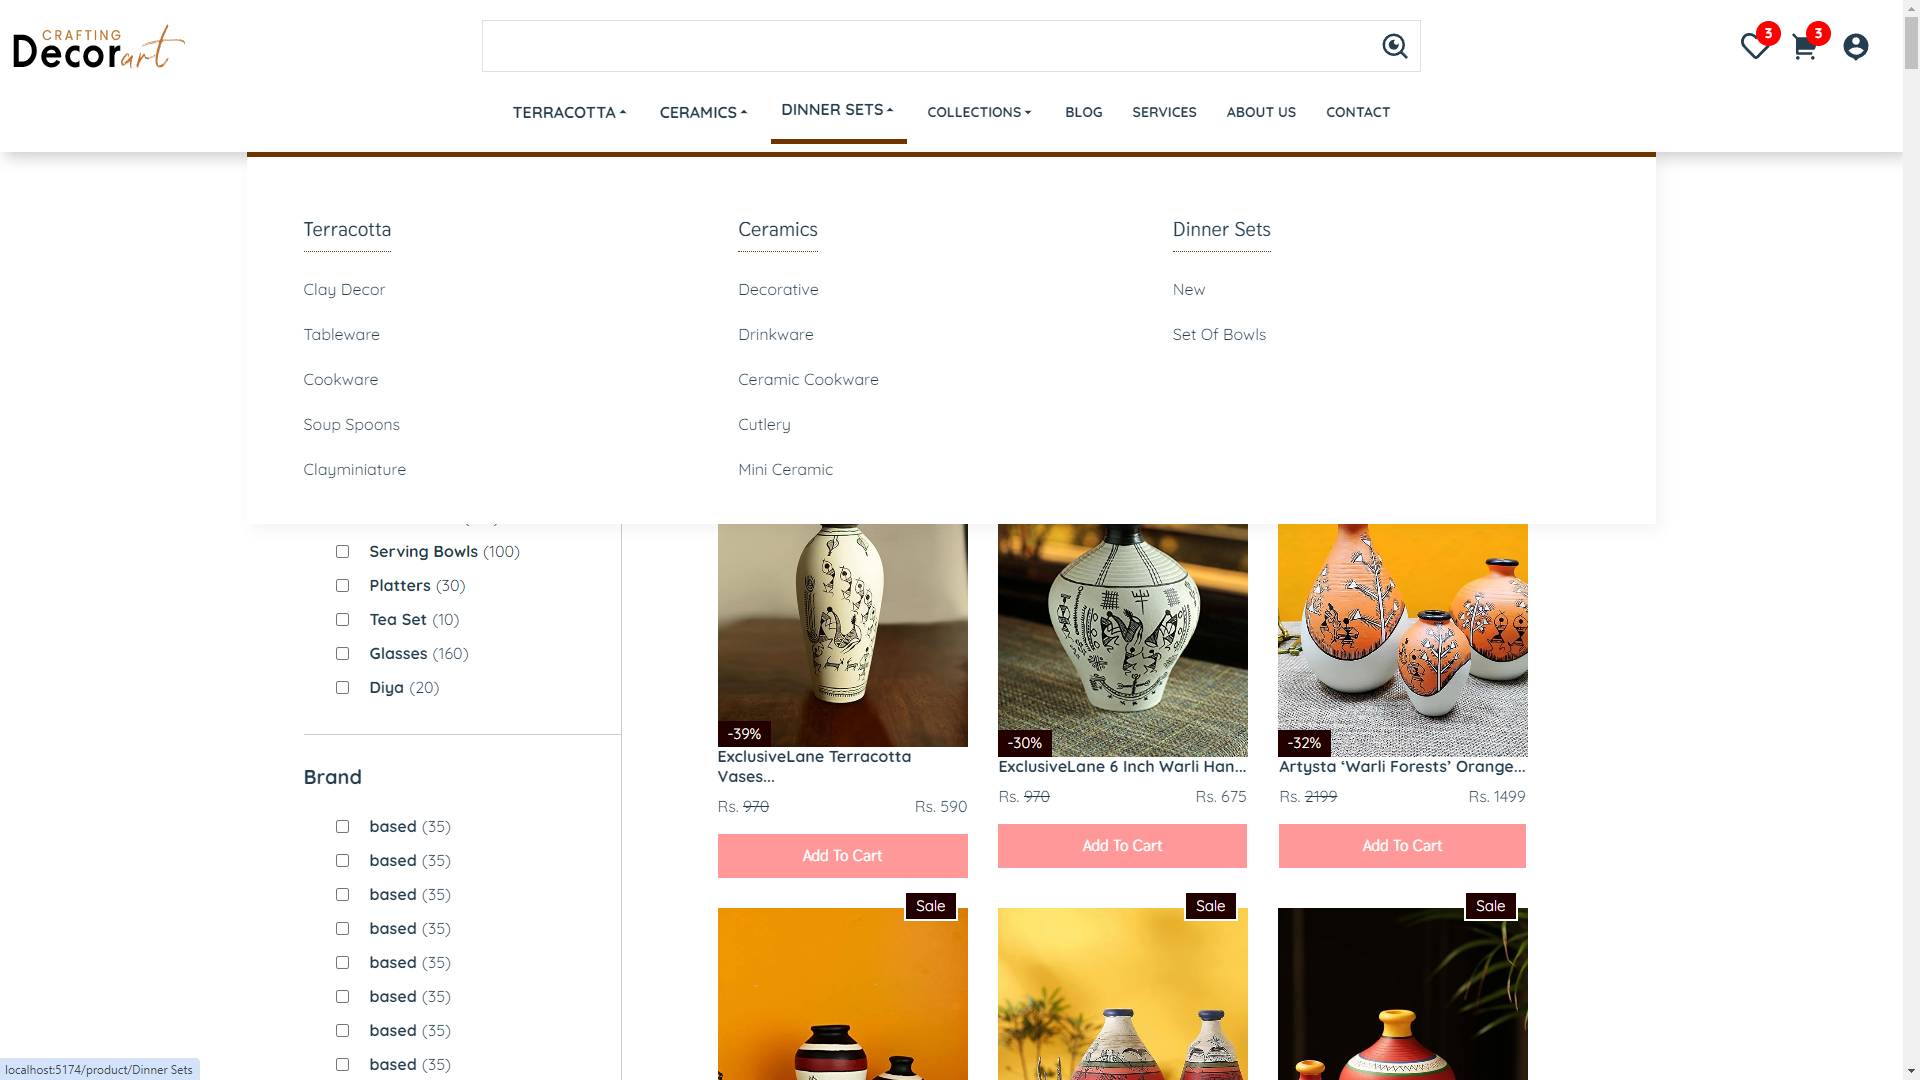 CRAFTING
Decorart
3
3
TERRACOTTA
CERAMICS
DINNER SETS
COLLECTIONS
BLOG
SERVICES
ABOUT US
CONTACT
Terracotta
Clay Decor
Tableware
Cookware
Soup Spoons
Clayminiature
Ceramics
Decorative
Drinkware
Ceramic Cookware
Cutlery
Mini Ceramic
Dinner Sets
New
Set Of Bowls
Serving Bowls (100)
Platters (30)
Tea Set (10)
Glasses (160)
Diya (20)
Brand
based (35)
based (35)
based (35)
based (35)
based (35)
based (35)
based (35)
based (35)
-39%
ExclusiveLane Terracotta
Vases...
Rs. 970 Rs. 590
Add To Cart
-30%
ExclusiveLane 6 Inch Warli Han...
Rs. 970 Rs. 675
Add To Cart
-32%
Artysta ‘Warli Forests’ Orange...
Rs. 2199 Rs. 1499
Add To Cart
Sale
Sale
Sale
localhost:5174/product/Dinner Sets